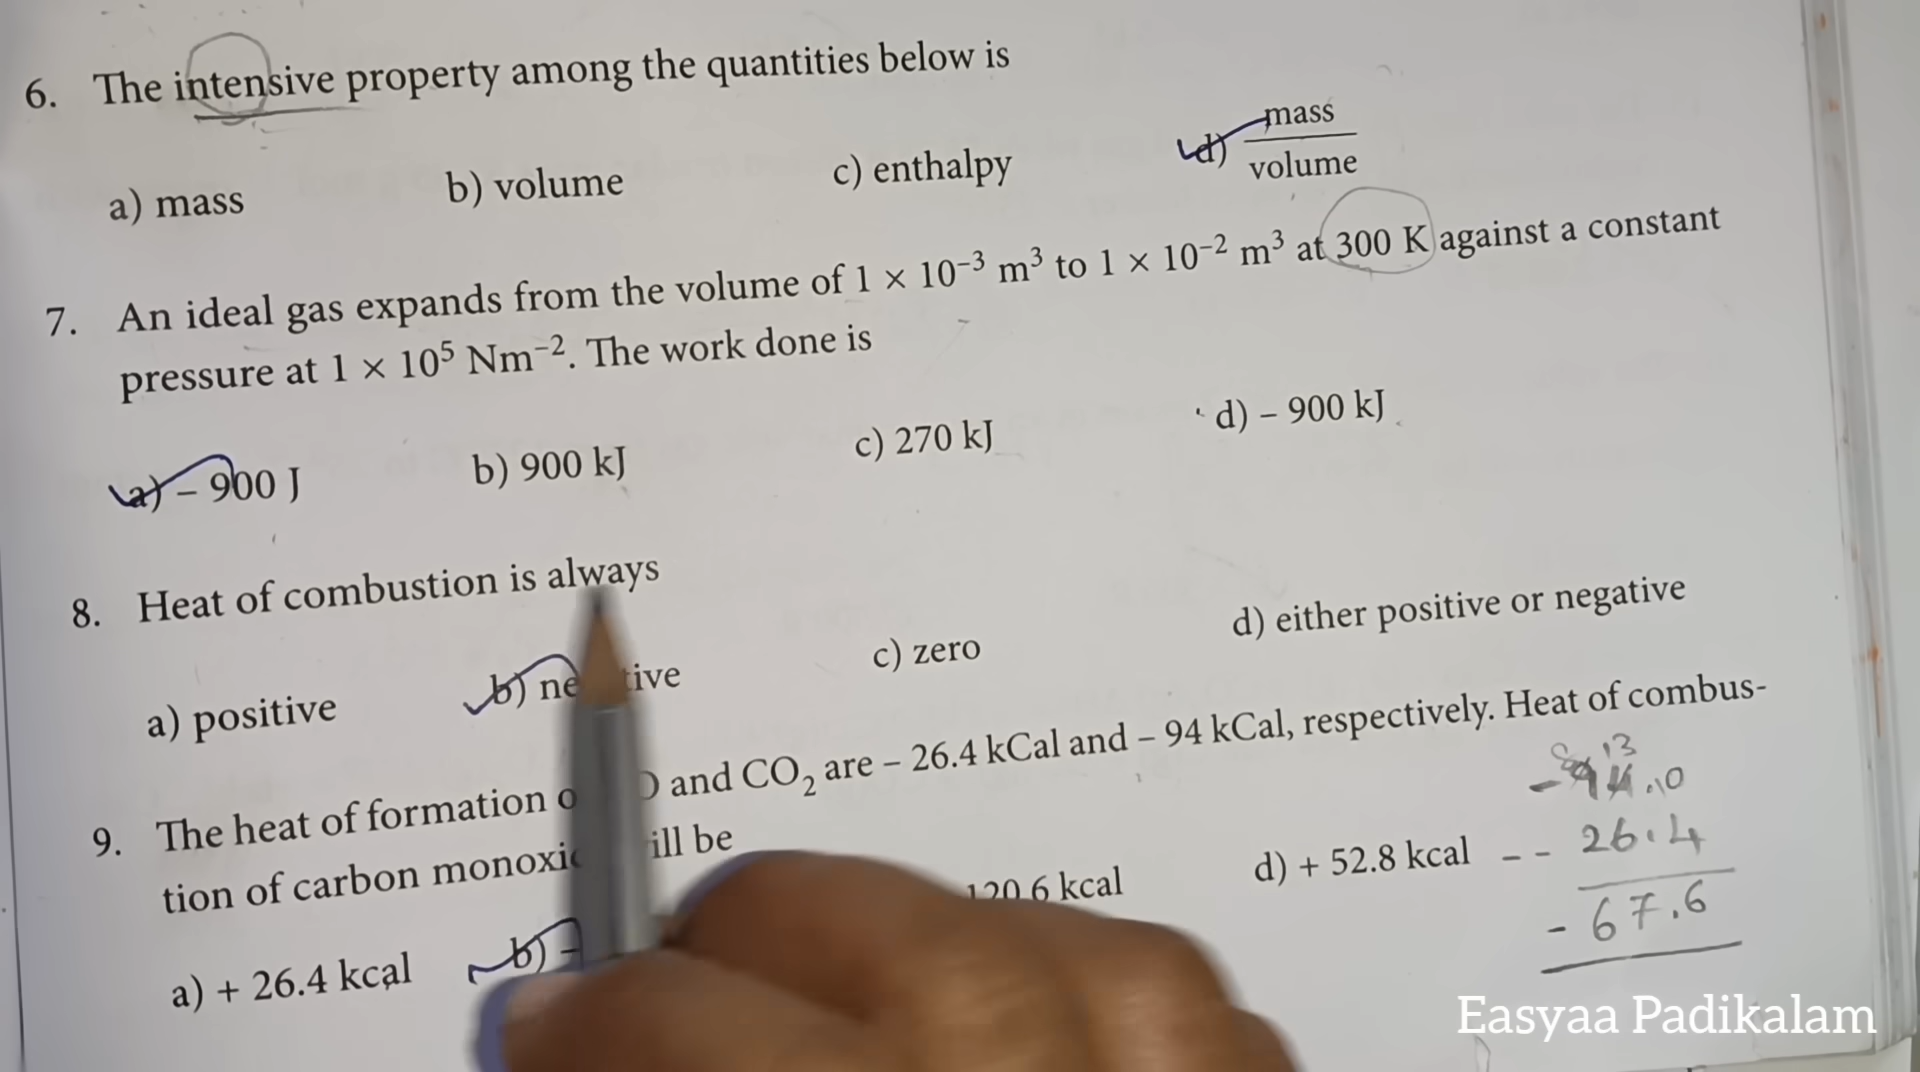 6. The intensive property among the quantities below is
a) mass b) volume c) enthalpy d) mass/volume
7. An ideal gas expands from the volume of 1 × 10⁻³ m³ to 1 × 10⁻² m³ at 300 K against a constant
pressure at 1 × 10⁵ Nm⁻². The work done is
a) – 900 J b) 900 kJ c) 270 kJ d) – 900 kJ
8. Heat of combustion is always
a) positive b) c) zero d) either positive or negative
9. The heat of formation and CO₂ are – 26.4 kCal and – 94 kCal, respectively. Heat of combus-
tion of carbon be
a) + 26.4 kcal b) – 120.6 kcal d) + 52.8 kcal
26.4
- 67.6
Easyaa Padikalam